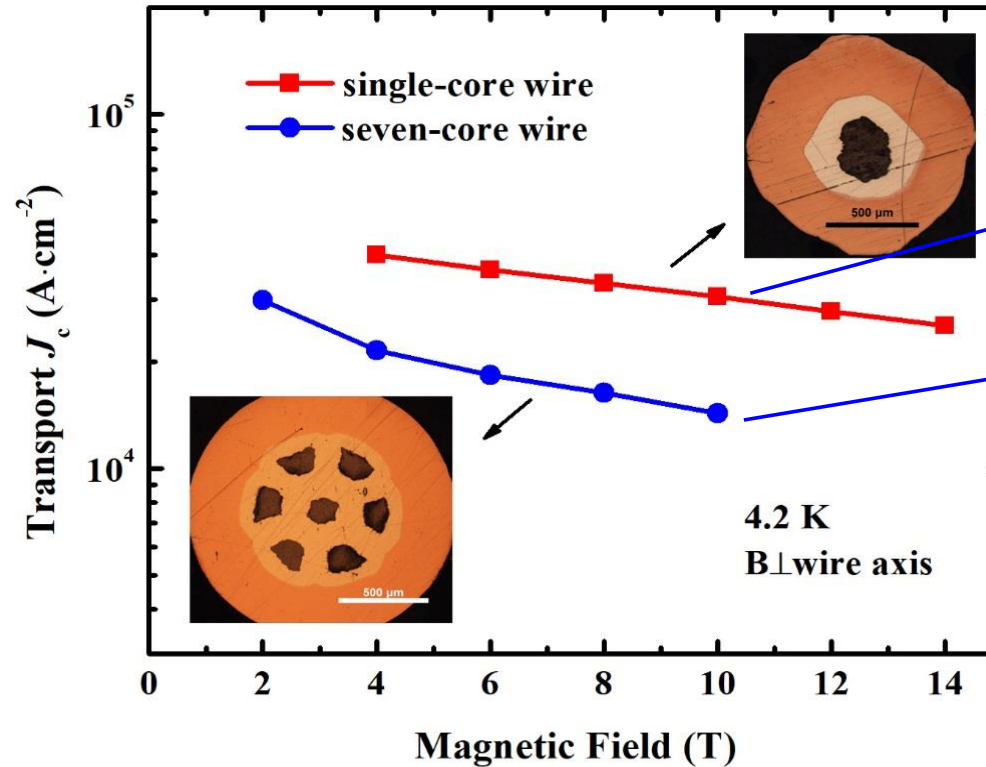 single-core wire
seven-core wire
500 µm
10⁵
10⁴
Transport Jc (A·cm⁻²)
500 µm
4.2 K
B⊥wire axis
0 2 4 6 8 10 12 14
Magnetic Field (T)